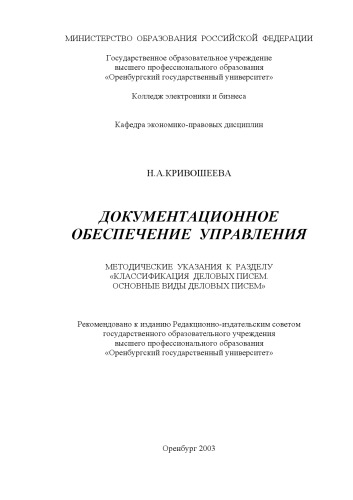 МИНИСТЕРСТВО ОБРАЗОВАНИЯ РОССИЙСКОЙ ФЕДЕРАЦИИ
Государственное образовательное учреждение
высшего профессионального образования
«Оренбургский государственный университет»
Колледж электроники и бизнеса
Кафедра экономико-правовых дисциплин
Н.А.КРИВОШЕЕВА
ДОКУМЕНТАЦИОННОЕ
ОБЕСПЕЧЕНИЕ УПРАВЛЕНИЯ
МЕТОДИЧЕСКИЕ УКАЗАНИЯ К РАЗДЕЛУ
«КЛАССИФИКАЦИЯ ДЕЛОВЫХ ПИСЕМ.
ОСНОВНЫЕ ВИДЫ ДЕЛОВЫХ ПИСЕМ»
Рекомендовано к изданию Редакционно-издательским советом
государственного образовательного учреждения
высшего профессионального образования
«Оренбургский государственный университет»
Оренбург 2003